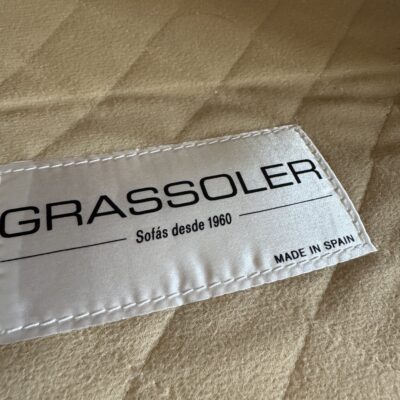 GRASSOLER
Sofás desde 1960
MADE IN SPAIN